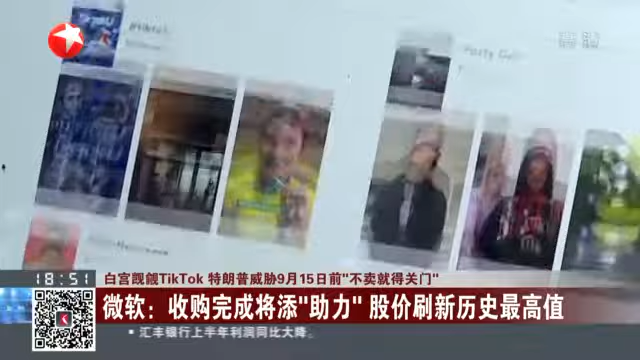 18:51
白宫觊觎TikTok 特朗普威胁9月15日前"不卖就得关门"
微软：收购完成将添"助力" 股价刷新历史最高值
汇丰银行上半年利润同比大降。